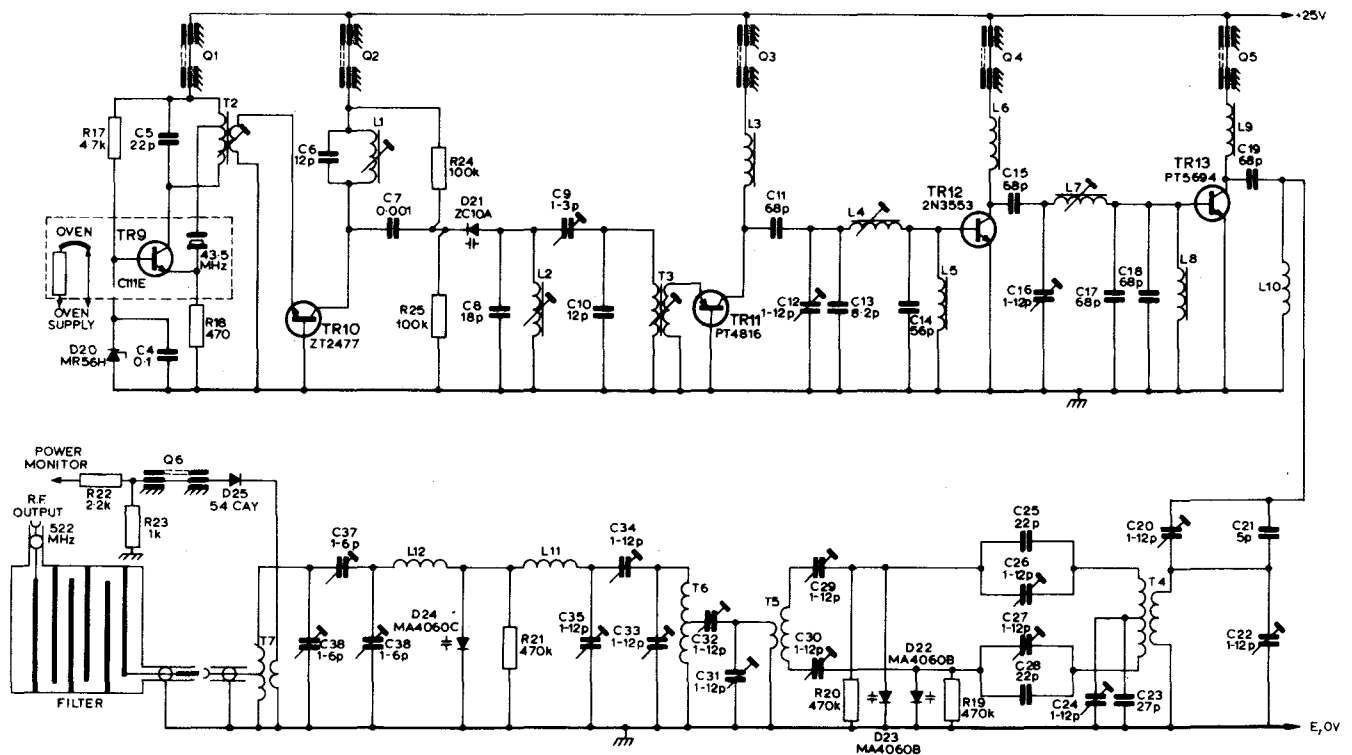 +25V
Q1
Q2
Q3
Q4
Q5
T2
R17
4·7k
C5
22p
L1
C6
12p
R24
100k
L3
L6
L9
C19
68p
TR13
PT5694
C7
0·001
D21
ZC10A
C9
1-3p
C11
68p
L4
TR12
2N3553
C15
68p
L7
OVEN
TR9
C111E
43·5
MHz
OVEN
SUPPLY
R18
470
D20
MR56H
C4
0·1
TR10
ZT2477
R25
100k
C8
18p
L2
C10
12p
T3
TR11
PT4816
C12
1-12p
C13
8·2p
C14
56p
L5
C16
1-12p
C17
68p
C18
68p
L8
L10
POWER
MONITOR
R22
2·2k
Q6
D25
54 CAY
R.F.
OUTPUT
522
MHz
R23
1k
FILTER
T7
C37
1-6p
C38
1-6p
C38
1-6p
L12
D24
MA4060C
R21
470k
L11
C35
1-12p
C34
1-12p
C33
1-12p
T6
C32
1-12p
C31
1-12p
T5
C29
1-12p
C30
1-12p
R20
470k
D22
MA4060B
D23
MA4060B
R19
470k
C25
22p
C26
1-12p
C27
1-12p
C28
22p
C24
1-12p
C23
27p
T4
C20
1-12p
C21
5p
C22
1-12p
E,0V